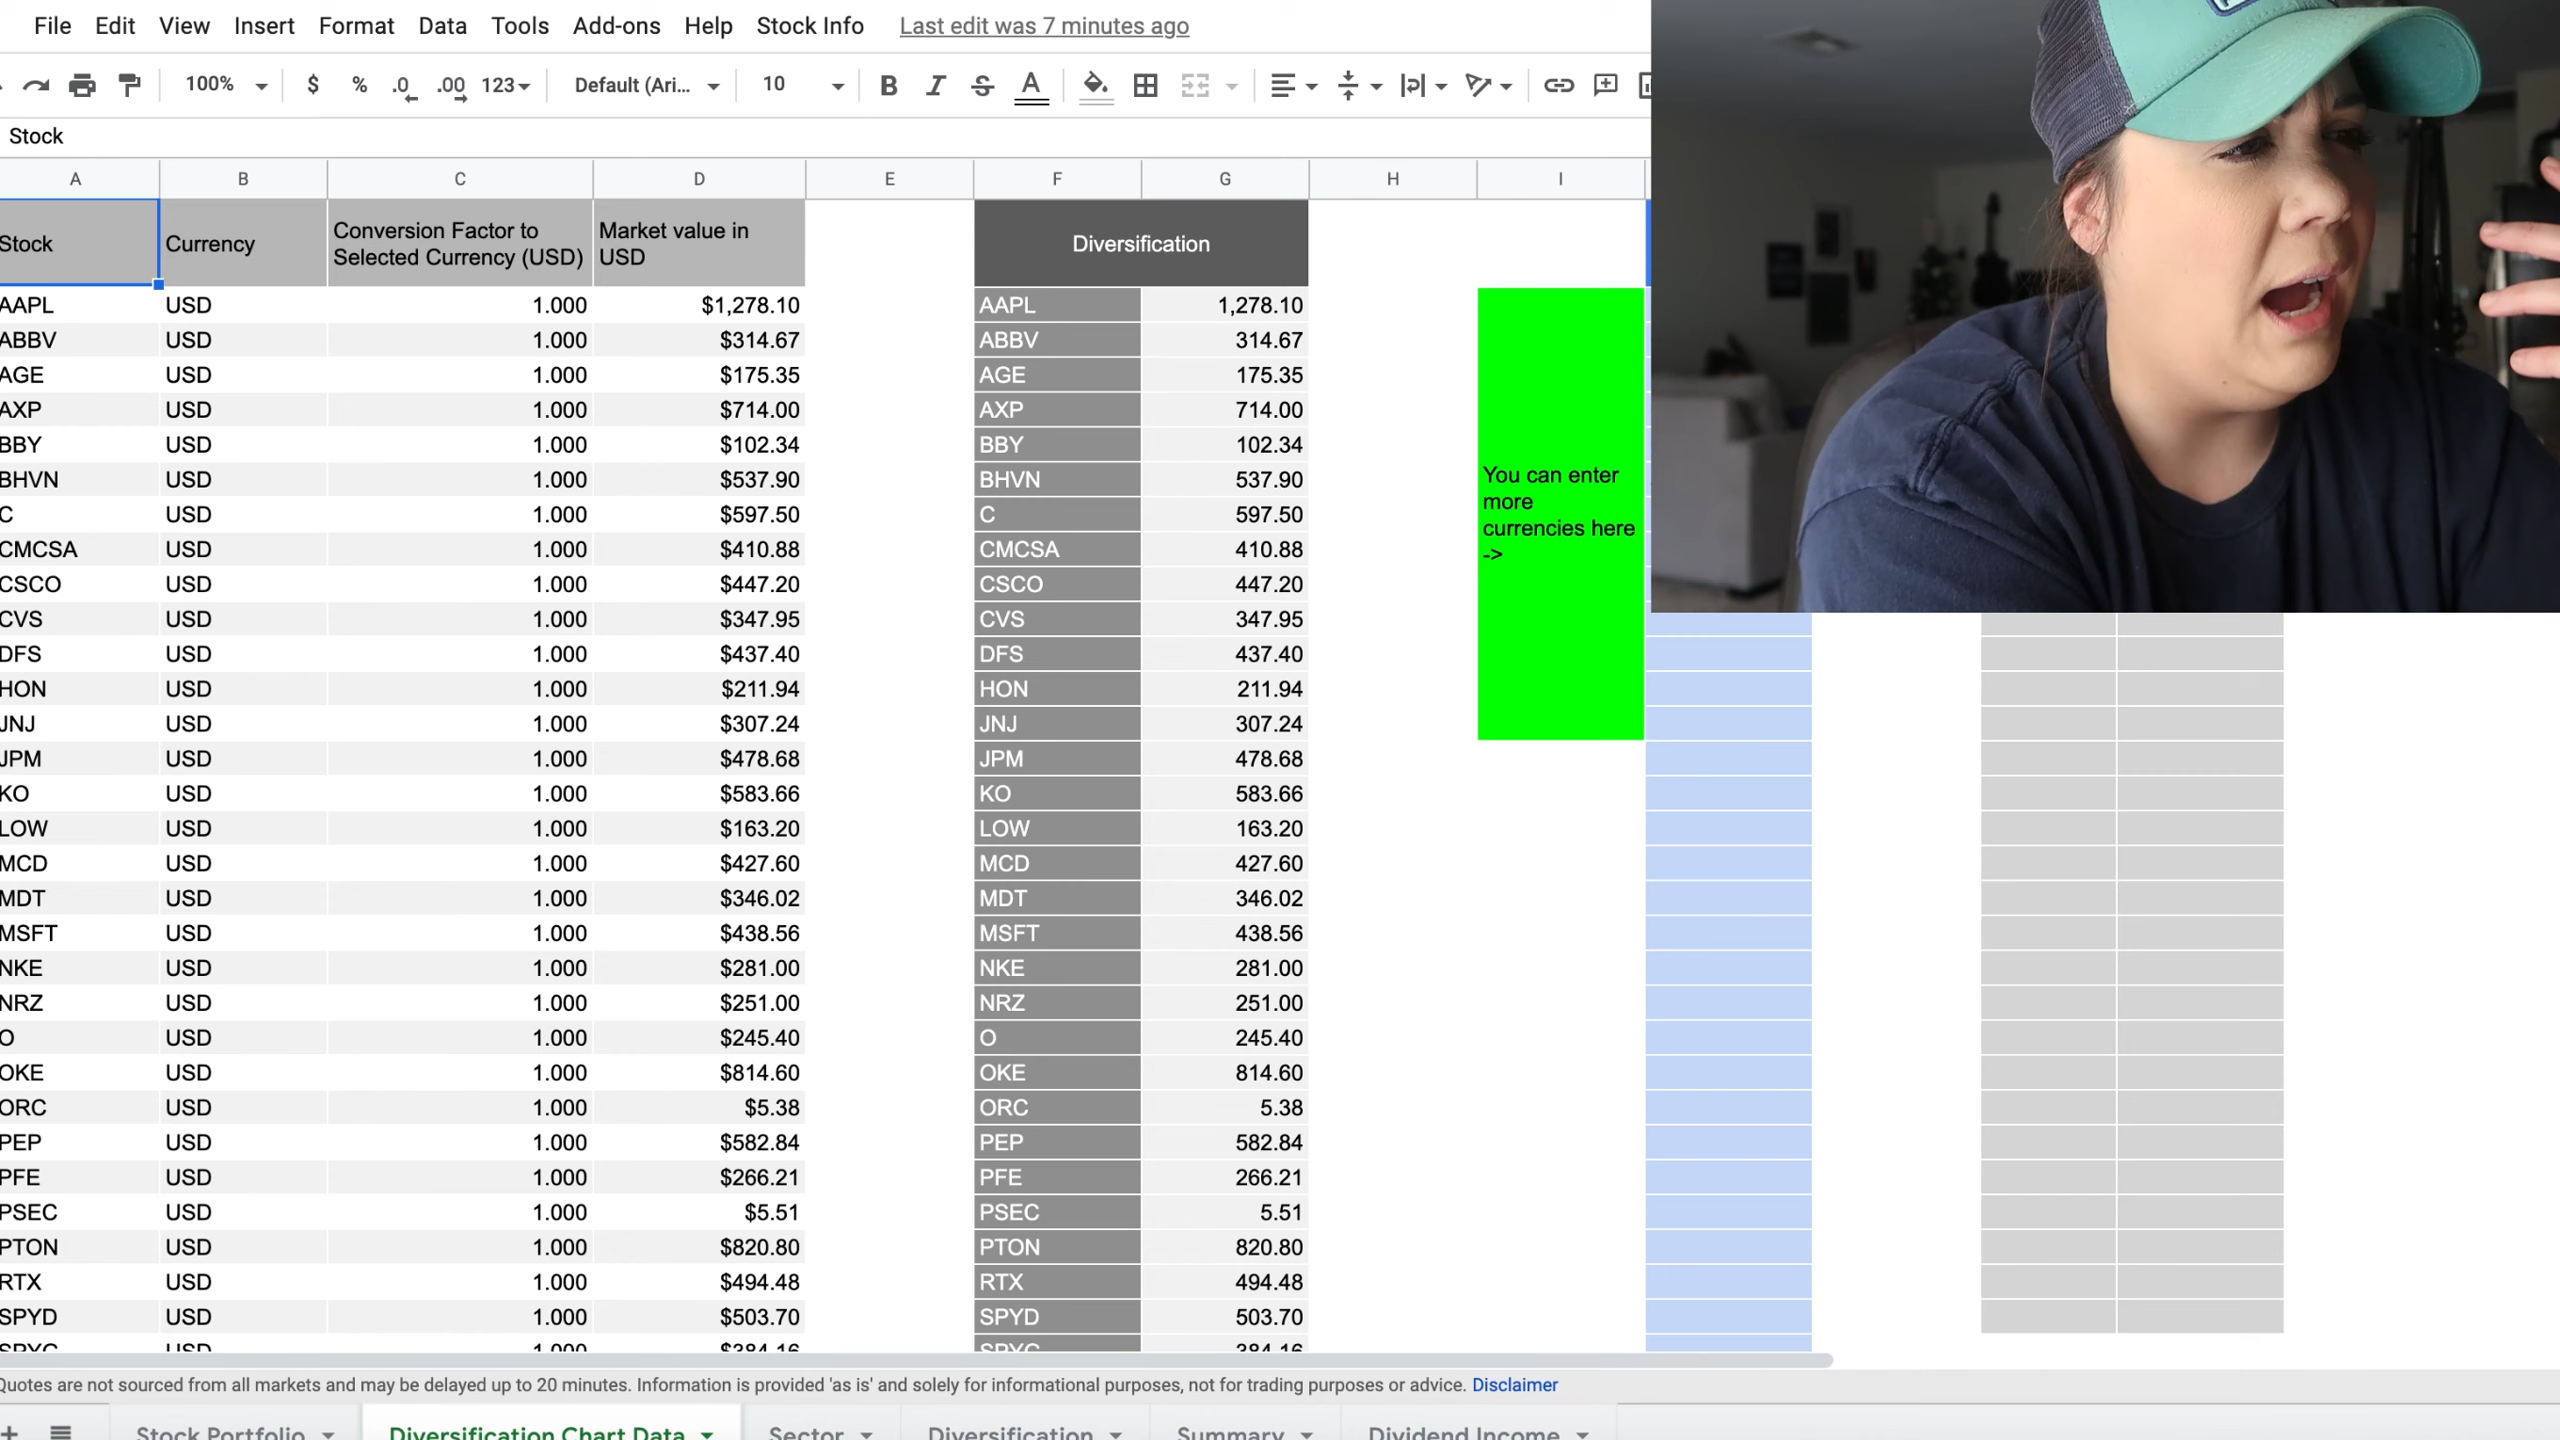 File Edit View Insert Format Data Tools Add-ons Help Stock Info Last edit was 7 minutes ago
100% $ % .0 .00 123 Default (Ari... 10 B I S A
Stock
A B C D E F G H I
Stock Currency Conversion Factor to Selected Currency (USD) Market value in USD Diversification
AAPL USD 1.000 $1,278.10 AAPL 1,278.10
ABBV USD 1.000 $314.67 ABBV 314.67
AGE USD 1.000 $175.35 AGE 175.35
AXP USD 1.000 $714.00 AXP 714.00
BBY USD 1.000 $102.34 BBY 102.34
BHVN USD 1.000 $537.90 BHVN 537.90
C USD 1.000 $597.50 C 597.50
CMCSA USD 1.000 $410.88 CMCSA 410.88
CSCO USD 1.000 $447.20 CSCO 447.20
CVS USD 1.000 $347.95 CVS 347.95
DFS USD 1.000 $437.40 DFS 437.40
HON USD 1.000 $211.94 HON 211.94
JNJ USD 1.000 $307.24 JNJ 307.24
JPM USD 1.000 $478.68 JPM 478.68
KO USD 1.000 $583.66 KO 583.66
LOW USD 1.000 $163.20 LOW 163.20
MCD USD 1.000 $427.60 MCD 427.60
MDT USD 1.000 $346.02 MDT 346.02
MSFT USD 1.000 $438.56 MSFT 438.56
NKE USD 1.000 $281.00 NKE 281.00
NRZ USD 1.000 $251.00 NRZ 251.00
O USD 1.000 $245.40 O 245.40
OKE USD 1.000 $814.60 OKE 814.60
ORC USD 1.000 $5.38 ORC 5.38
PEP USD 1.000 $582.84 PEP 582.84
PFE USD 1.000 $266.21 PFE 266.21
PSEC USD 1.000 $5.51 PSEC 5.51
PTON USD 1.000 $820.80 PTON 820.80
RTX USD 1.000 $494.48 RTX 494.48
SPYD USD 1.000 $503.70 SPYD 503.70
SPYG USD 1.000 $384.16 SPYG 384.16
You can enter
more
currencies here
->
Quotes are not sourced from all markets and may be delayed up to 20 minutes. Information is provided 'as is' and solely for informational purposes, not for trading purposes or advice. Disclaimer
Stock Portfolio Diversification Chart Data Sector Diversification Summary Dividend Income